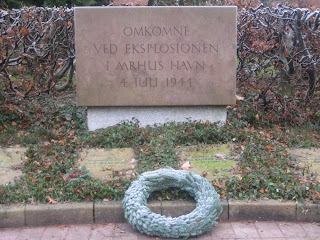 OMKOMNE
VED EKSPLOSIONEN
I ÅRHUS HAVN
4. JULI 1944